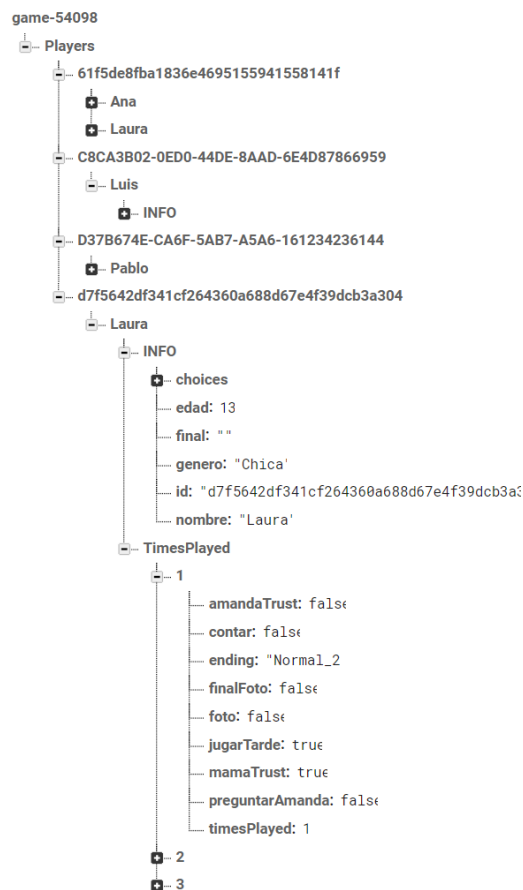 game-54098
Players
61f5de8fba1836e4695155941558141f
Ana
Laura
C8CA3B02-0ED0-44DE-8AAD-6E4D87866959
Luis
INFO
D37B674E-CA6F-5AB7-A5A6-161234236144
Pablo
d7f5642df341cf264360a688d67e4f39dcb3a304
Laura
INFO
choices
edad: 13
final: ""
genero: "Chica'
id: "d7f5642df341cf264360a688d67e4f39dcb3a3
nombre: "Laura'
TimesPlayed
1
amandaTrust: false
contar: false
ending: "Normal_2
finalFoto: false
foto: false
jugarTarde: true
mamaTrust: true
preguntarAmanda: false
timesPlayed: 1
2
3